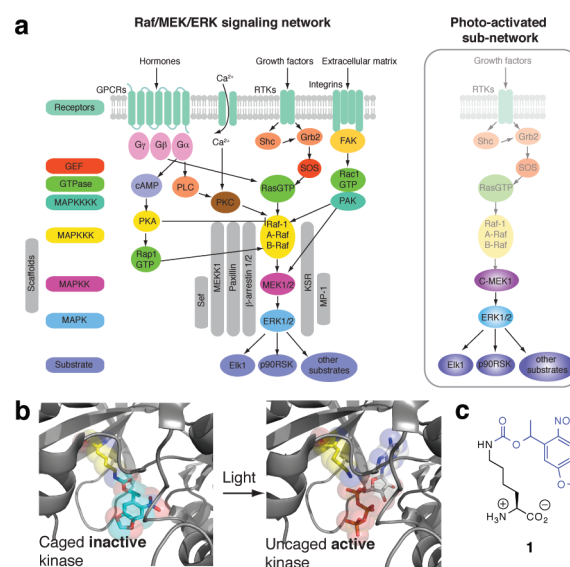 a
Raf/MEK/ERK signaling network
Photo-activated
sub-network
Hormones
Growth factors
Extracellular matrix
Growth factors
GPCRs
Ca²⁺
RTKs
Integrins
RTKs
Receptors
Gγ
Gβ
Gα
Ca²⁺
Shc
Grb2
FAK
Shc
Grb2
GEF
SOS
SOS
GTPase
cAMP
PLC
RasGTP
Rac1
GTP
RasGTP
MAPKKKK
PKC
PAK
MAPKKK
PKA
Raf-1
A-Raf
B-Raf
Raf-1
A-Raf
B-Raf
Rap1
GTP
Scaffolds
Sef
MEKK1
Paxillin
β-arrestin 1/2
KSR
MP-1
MAPKK
MEK1/2
C-MEK1
MAPK
ERK1/2
ERK1/2
Substrate
Elk1
p90RSK
other
substrates
Elk1
p90RSK
other
substrates
b
Light
Caged inactive
kinase
Uncaged active
kinase
c
O
HN
O
H₃N
+
CO₂
−
1